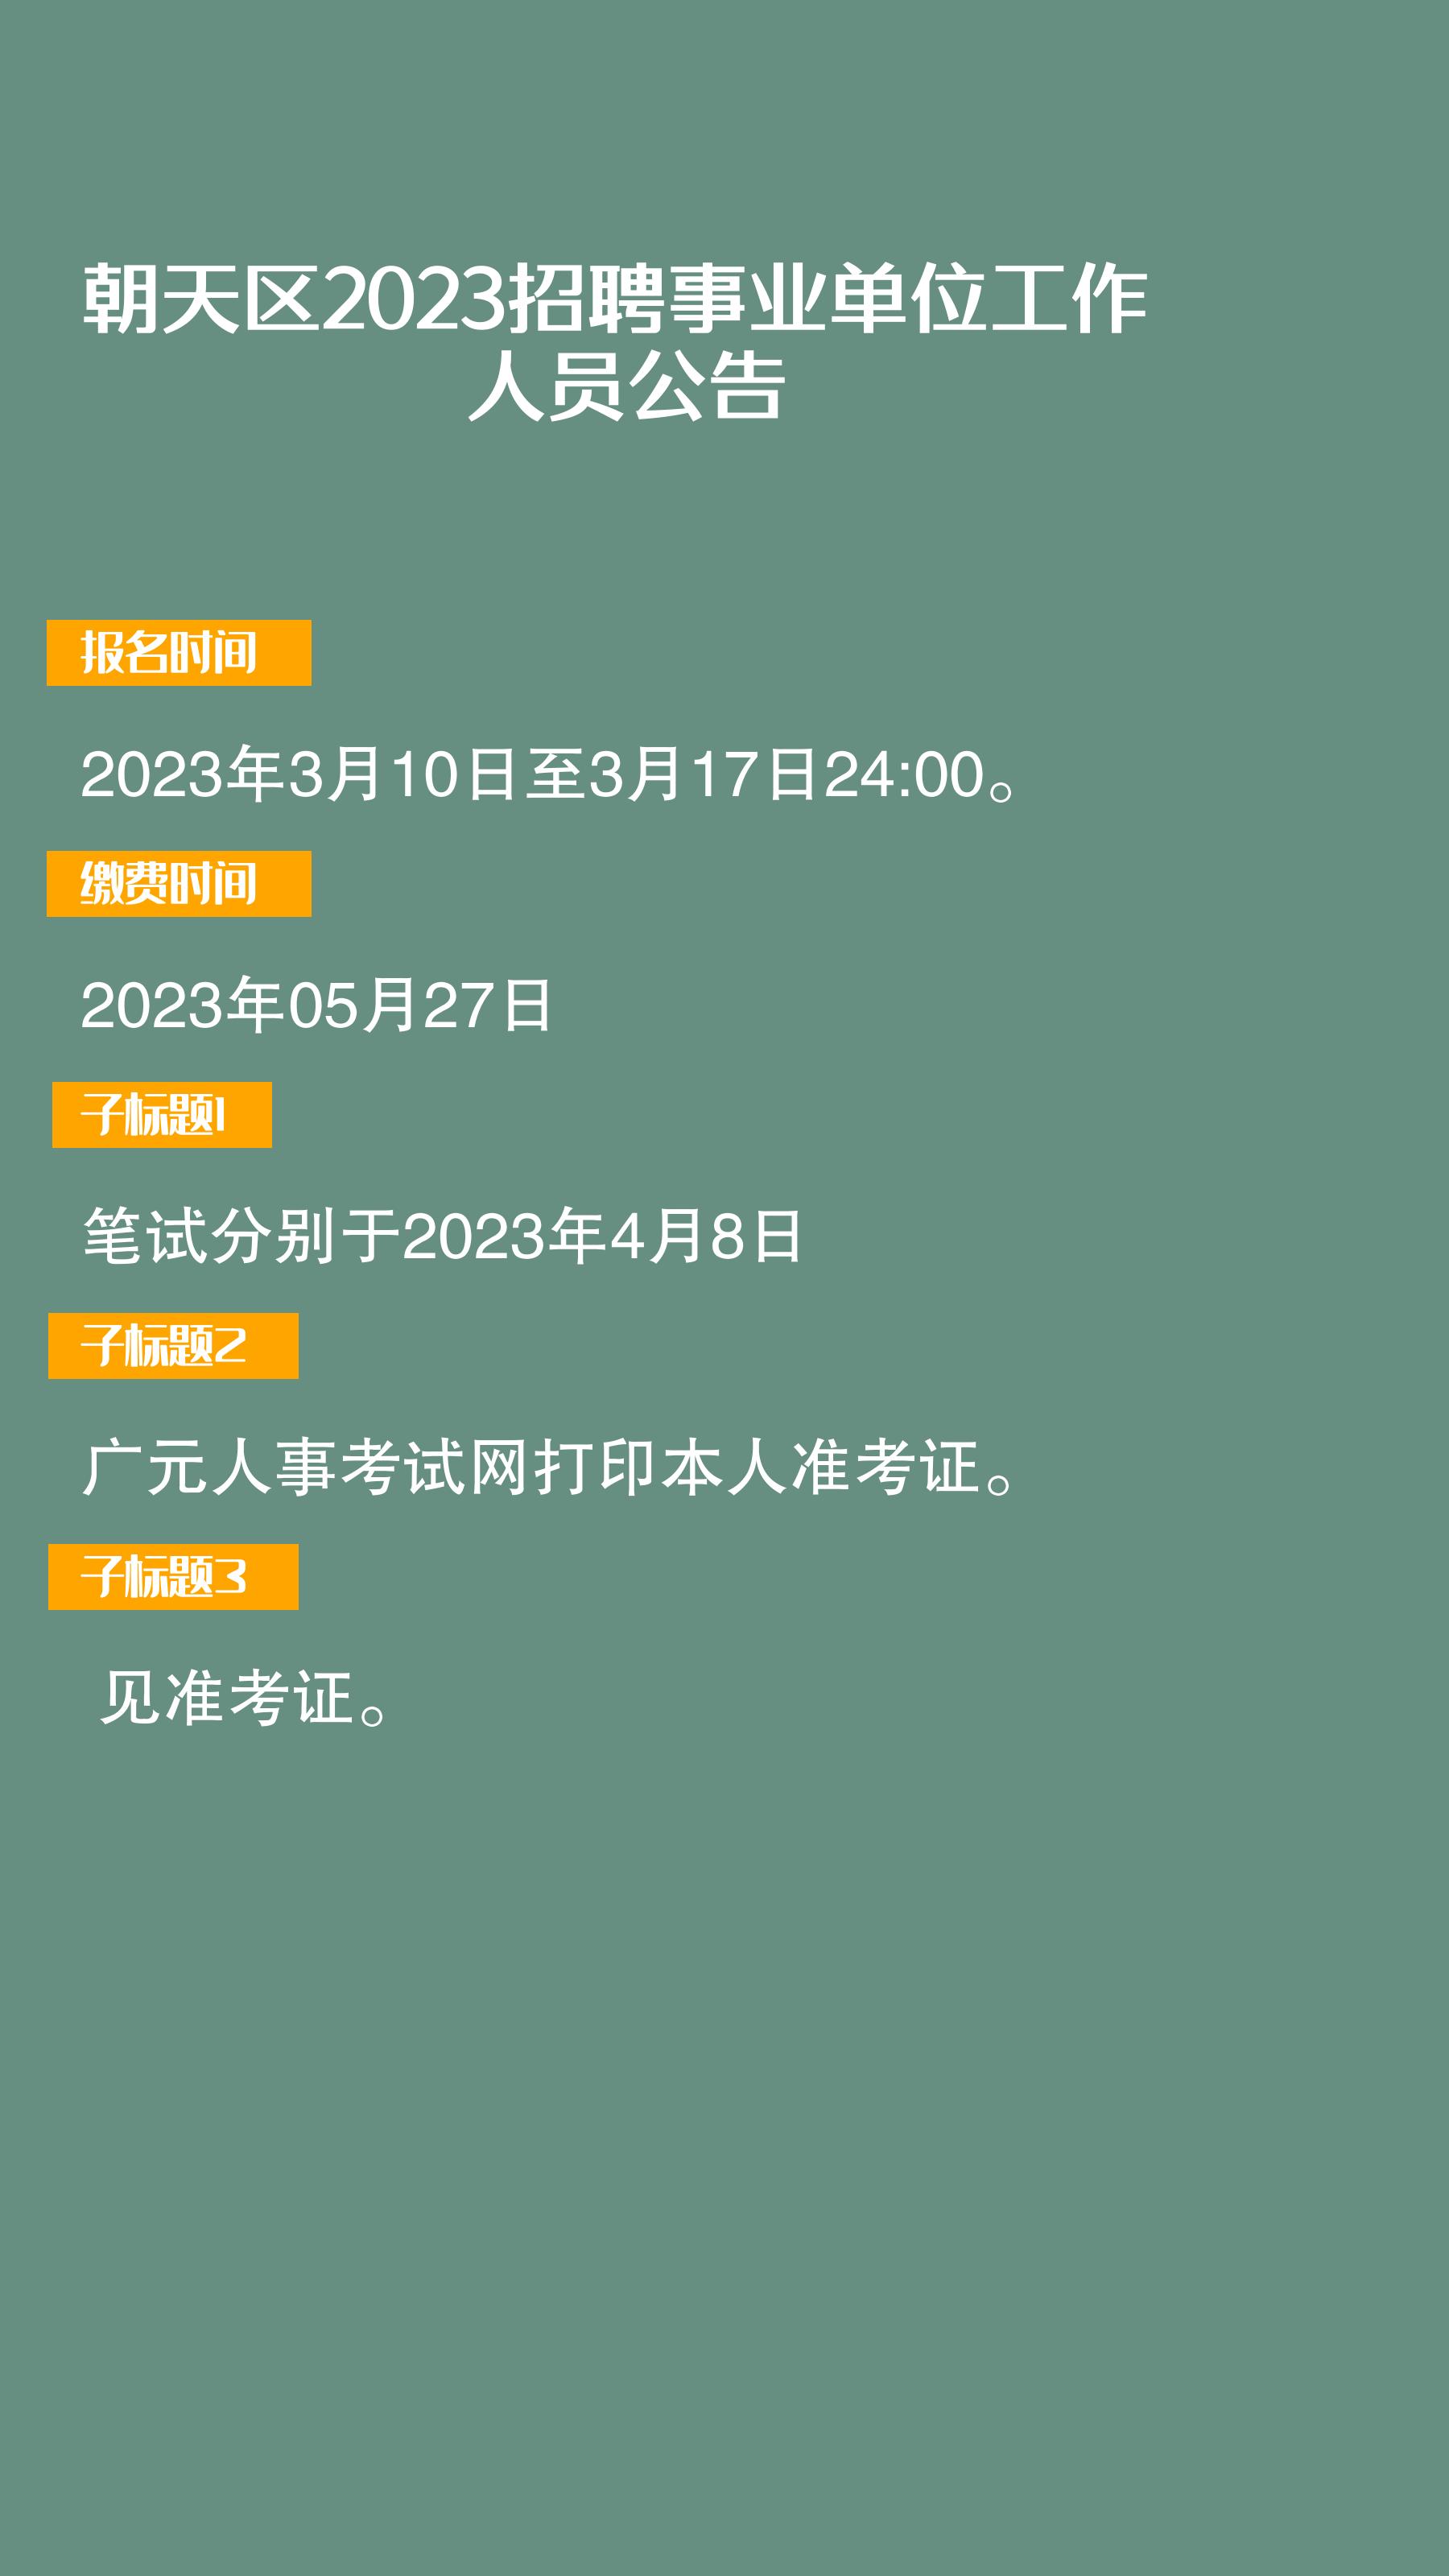 朝天区2023招聘事业单位工作
人员公告
报名时间
2023年3月10日至3月17日24:00。
缴费时间
2023年05月27日
子标题1
笔试分别于2023年4月8日
子标题2
广元人事考试网打印本人准考证。
子标题3
见准考证。